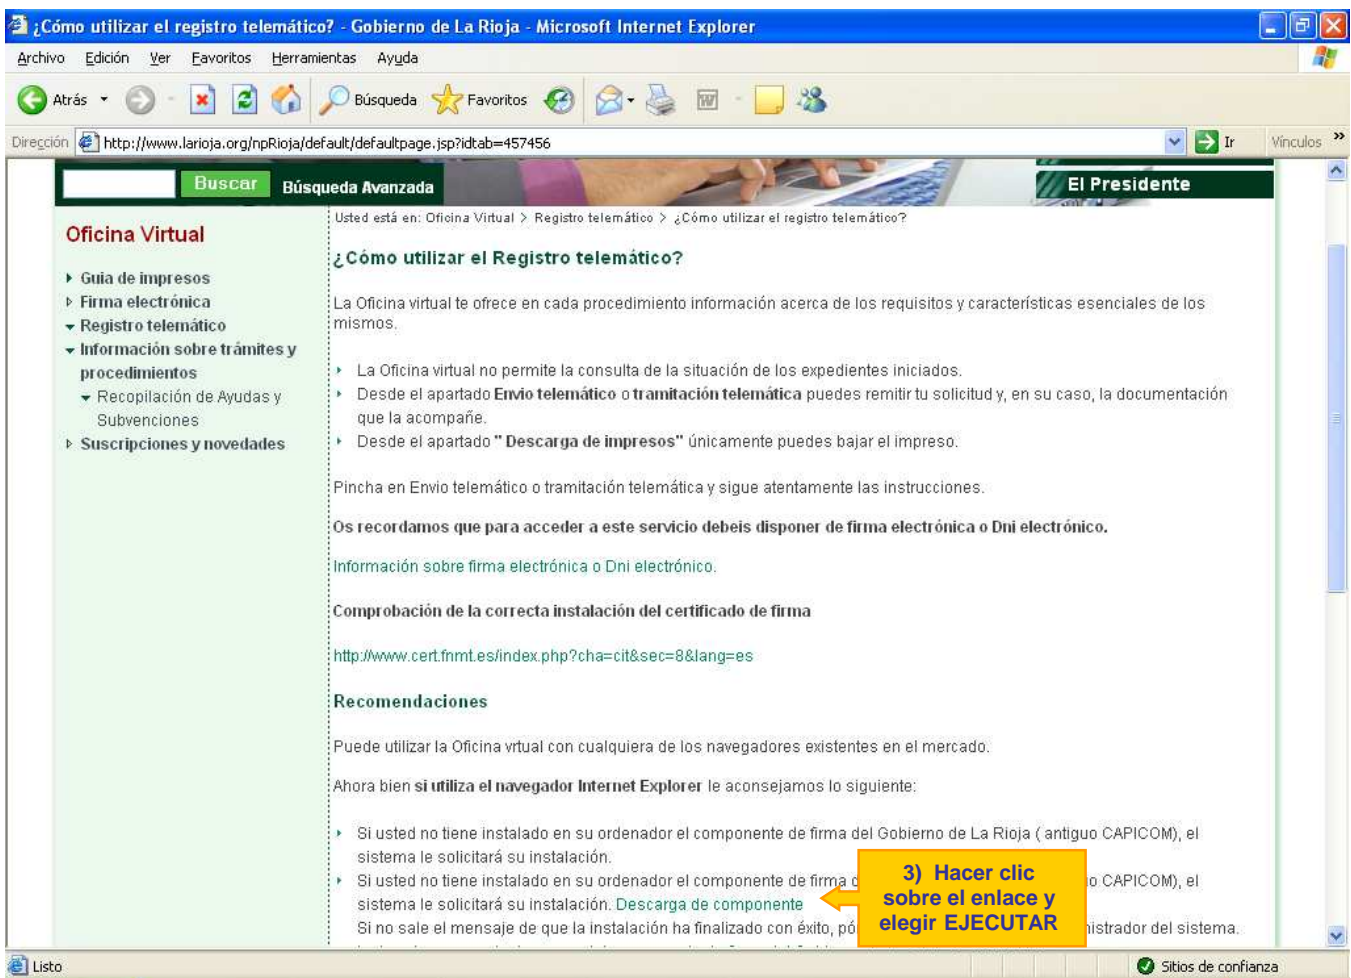 ¿Cómo utilizar el registro telemático? - Gobierno de La Rioja - Microsoft Internet Explorer
Archivo Edición Ver Favoritos Herramientas Ayuda
Atrás Búsqueda Favoritos
Dirección http://www.larioja.org/npRioja/default/defaultpage.jsp?idtab=457456 Ir Vínculos »
Buscar Búsqueda Avanzada El Presidente
Usted está en: Oficina Virtual > Registro telemático > ¿Cómo utilizar el registro telemático?
Oficina Virtual
Guia de impresos
Firma electrónica
Registro telemático
Información sobre trámites y
procedimientos
Recopilación de Ayudas y
Subvenciones
Suscripciones y novedades
¿Cómo utilizar el Registro telemático?
La Oficina virtual te ofrece en cada procedimiento información acerca de los requisitos y características esenciales de los
mismos.
La Oficina virtual no permite la consulta de la situación de los expedientes iniciados.
Desde el apartado Envio telemático o tramitación telemática puedes remitir tu solicitud y, en su caso, la documentación
que la acompañe.
Desde el apartado " Descarga de impresos" únicamente puedes bajar el impreso.
Pincha en Envio telemático o tramitación telemática y sigue atentamente las instrucciones.
Os recordamos que para acceder a este servicio debeis disponer de firma electrónica o Dni electrónico.
Información sobre firma electrónica o Dni electrónico.
Comprobación de la correcta instalación del certificado de firma
http://www.cert.fnmt.es/index.php?cha=cit&sec=8&lang=es
Recomendaciones
Puede utilizar la Oficina vrtual con cualquiera de los navegadores existentes en el mercado.
Ahora bien si utiliza el navegador Internet Explorer le aconsejamos lo siguiente:
Si usted no tiene instalado en su ordenador el componente de firma del Gobierno de La Rioja ( antiguo CAPICOM), el
sistema le solicitará su instalación.
Si usted no tiene instalado en su ordenador el componente de firma o CAPICOM), el
sistema le solicitará su instalación. Descarga de componente
Si no sale el mensaje de que la instalación ha finalizado con éxito, del sistema.
3) Hacer clic
sobre el enlace y
elegir EJECUTAR
Listo Sitios de confianza